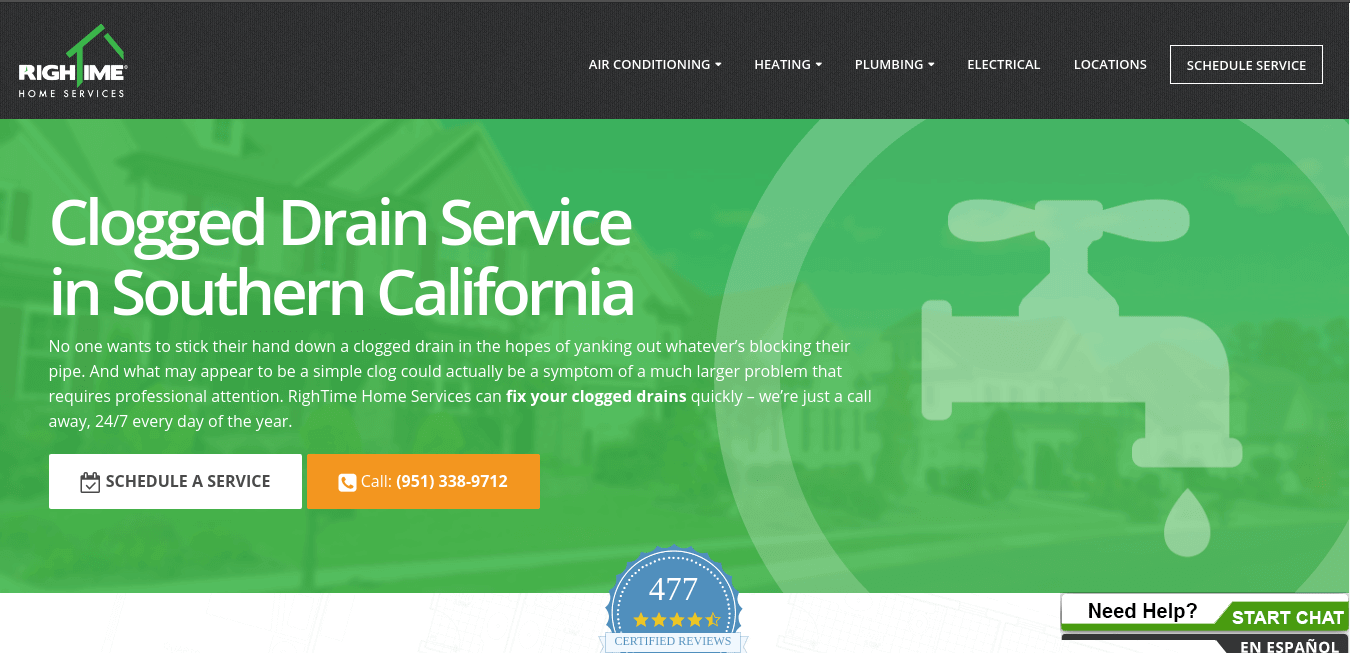 RIGHTIME®
HOME SERVICES
AIR CONDITIONING
HEATING
PLUMBING
ELECTRICAL
LOCATIONS
SCHEDULE SERVICE
Clogged Drain Service
in Southern California
No one wants to stick their hand down a clogged drain in the hopes of yanking out whatever’s blocking their
pipe. And what may appear to be a simple clog could actually be a symptom of a much larger problem that
requires professional attention. RighTime Home Services can fix your clogged drains quickly – we’re just a call
away, 24/7 every day of the year.
SCHEDULE A SERVICE
Call: (951) 338-9712
477
CERTIFIED REVIEWS
Need Help?
START CHAT
EN ESPAÑOL